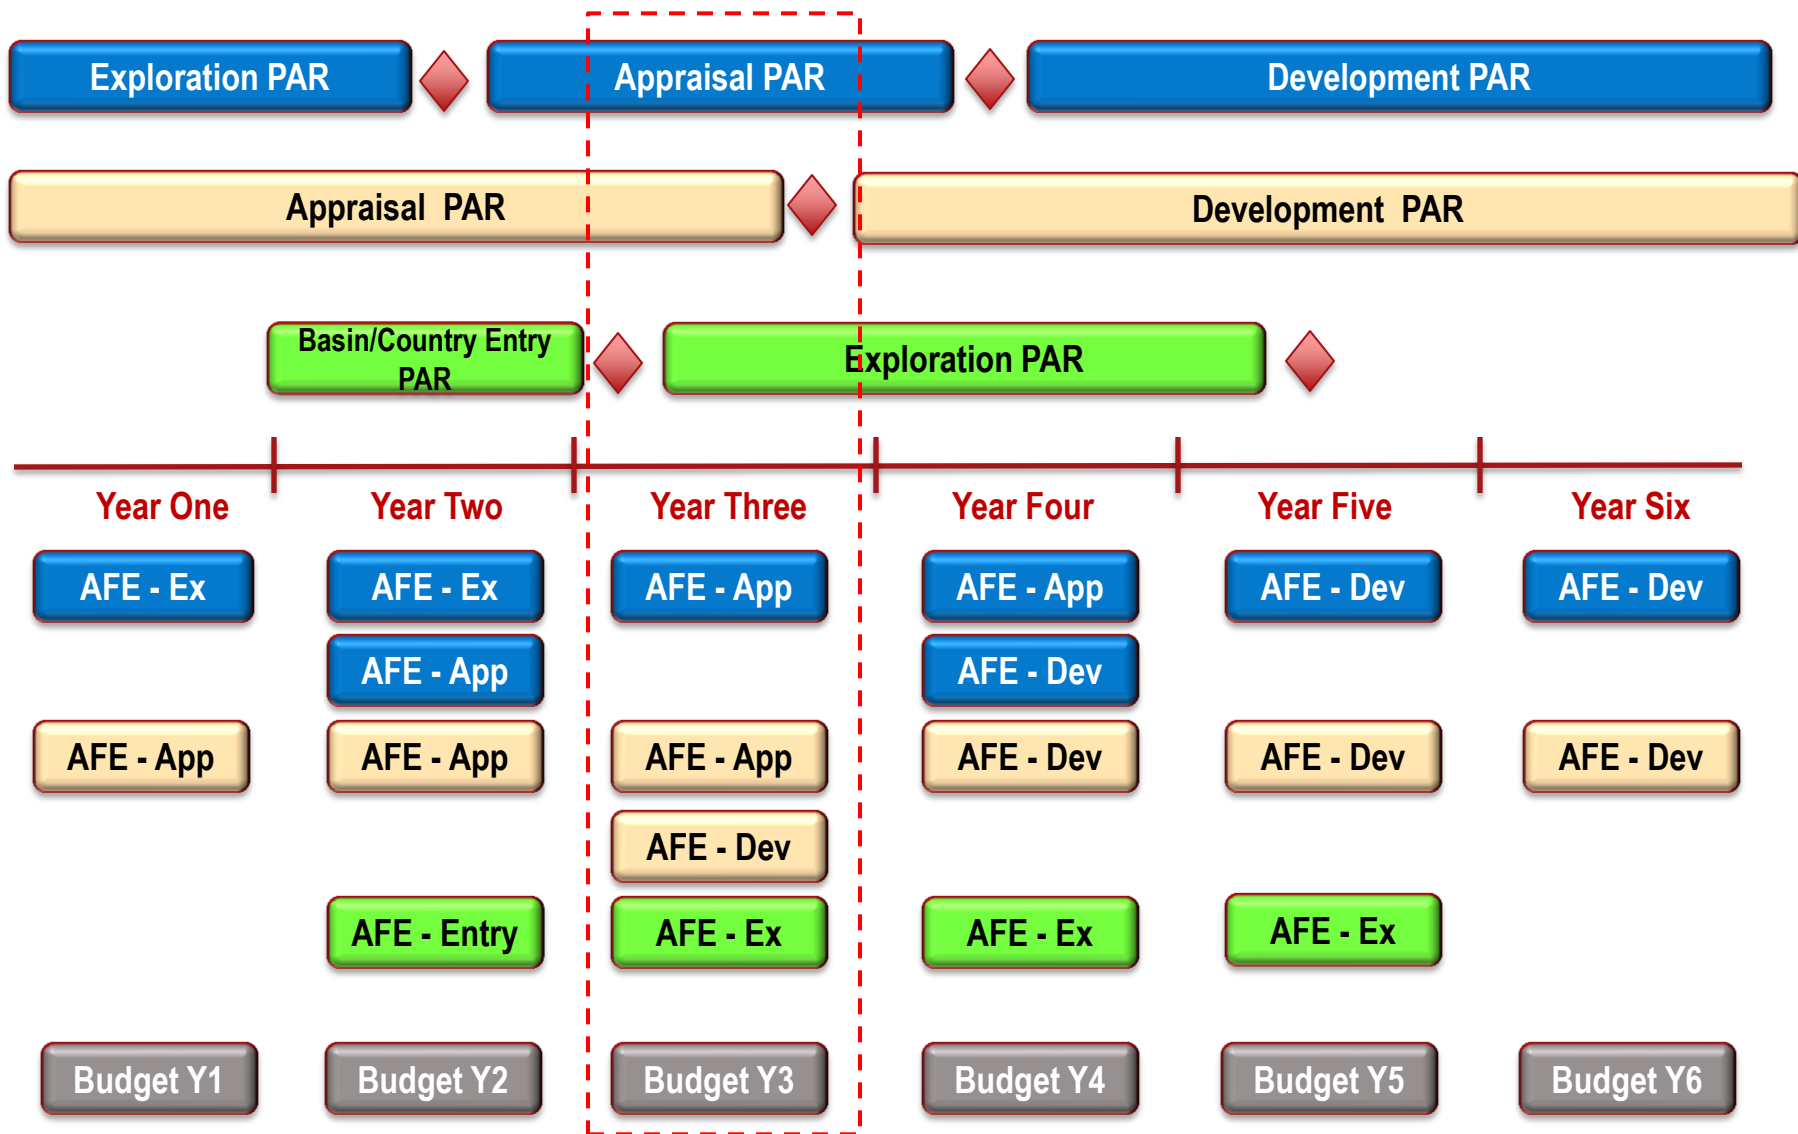 Exploration PAR
Appraisal PAR
Development PAR
Appraisal PAR
Development PAR
Basin/Country Entry
PAR
Exploration PAR
Year One
Year Two
Year Three
Year Four
Year Five
Year Six
AFE - Ex
AFE - Ex
AFE - App
AFE - App
AFE - Dev
AFE - Dev
AFE - App
AFE - Dev
AFE - App
AFE - App
AFE - App
AFE - Dev
AFE - Dev
AFE - Dev
AFE - Dev
AFE - Entry
AFE - Ex
AFE - Ex
AFE - Ex
Budget Y1
Budget Y2
Budget Y3
Budget Y4
Budget Y5
Budget Y6